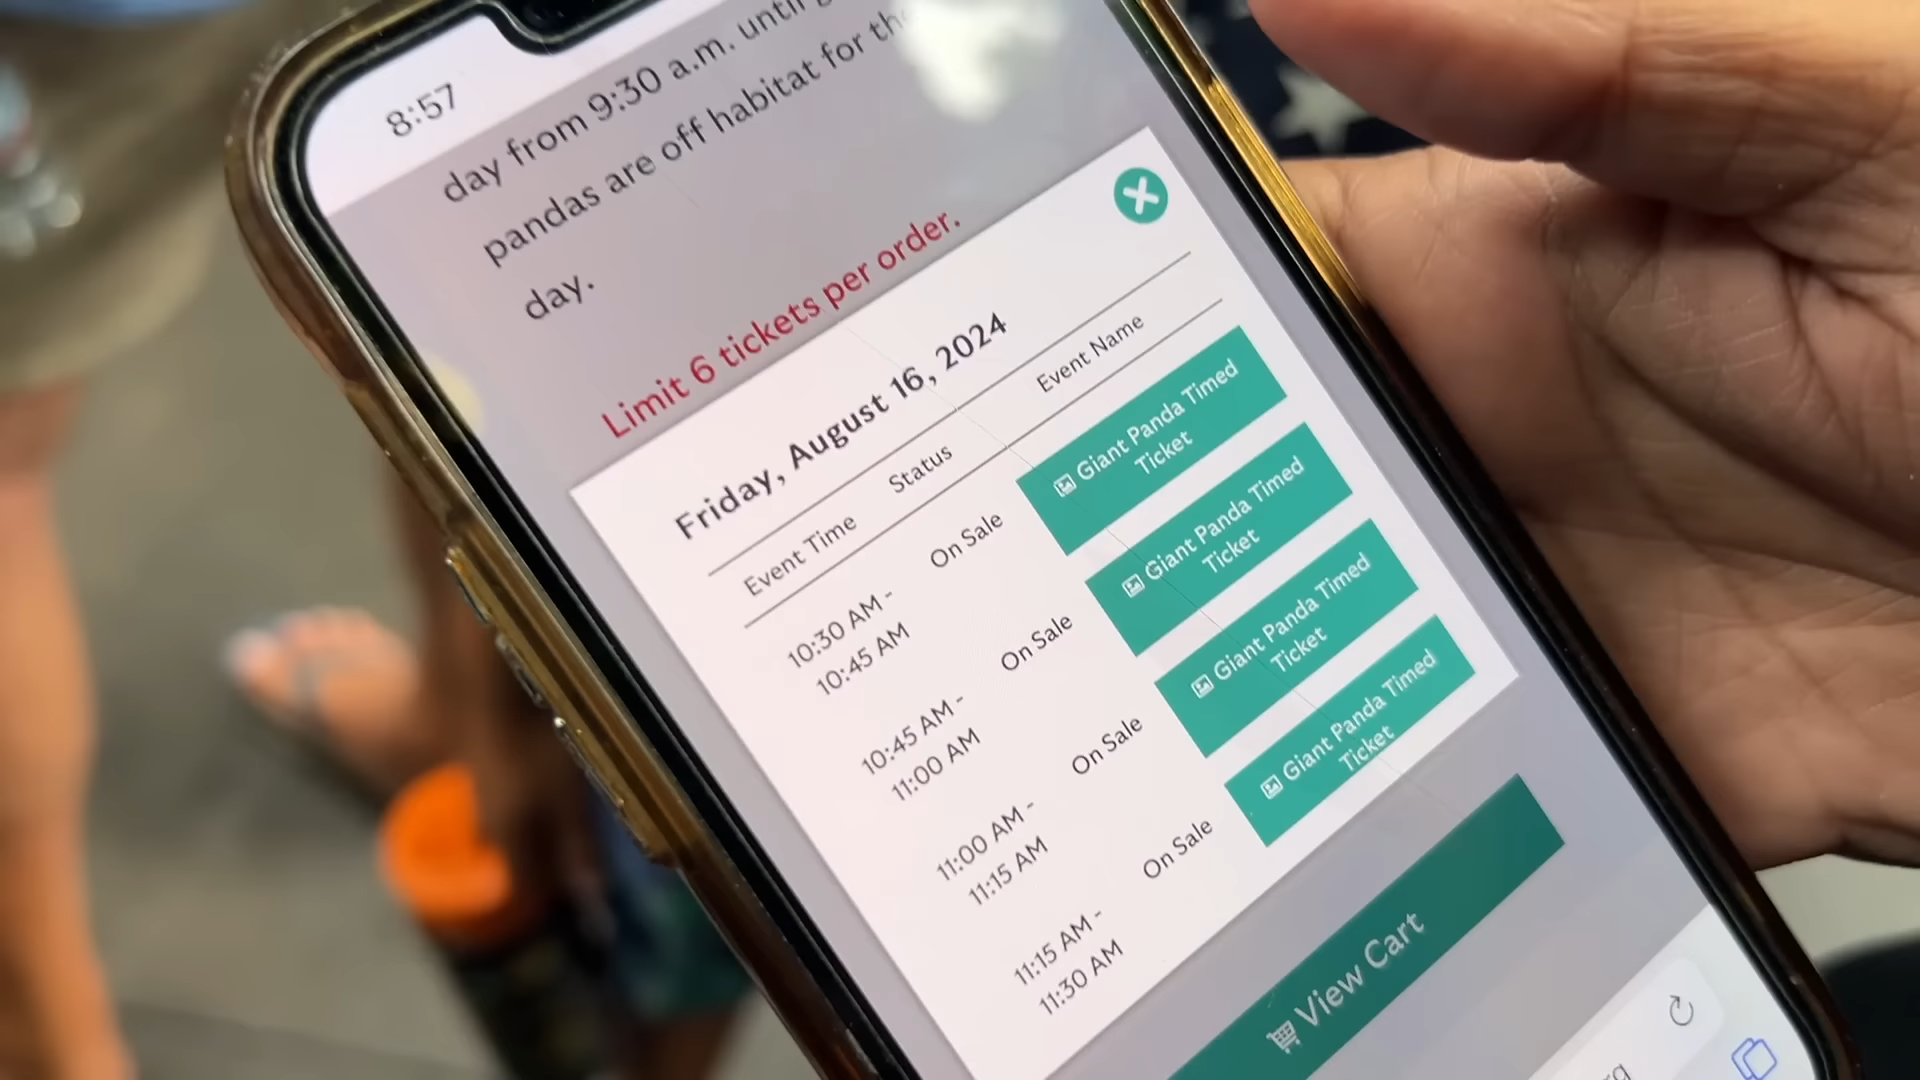 8:57
day from 9:30 a.m. until
pandas are off habitat for the
day.
Limit 6 tickets per order.
Friday, August 16, 2024
Event Time Status Event Name
10:30 AM -
10:45 AM
On Sale
Giant Panda Timed
Ticket
10:45 AM -
11:00 AM
On Sale
Giant Panda Timed
Ticket
11:00 AM -
11:15 AM
On Sale
Giant Panda Timed
Ticket
11:15 AM -
11:30 AM
On Sale
Giant Panda Timed
Ticket
View Cart